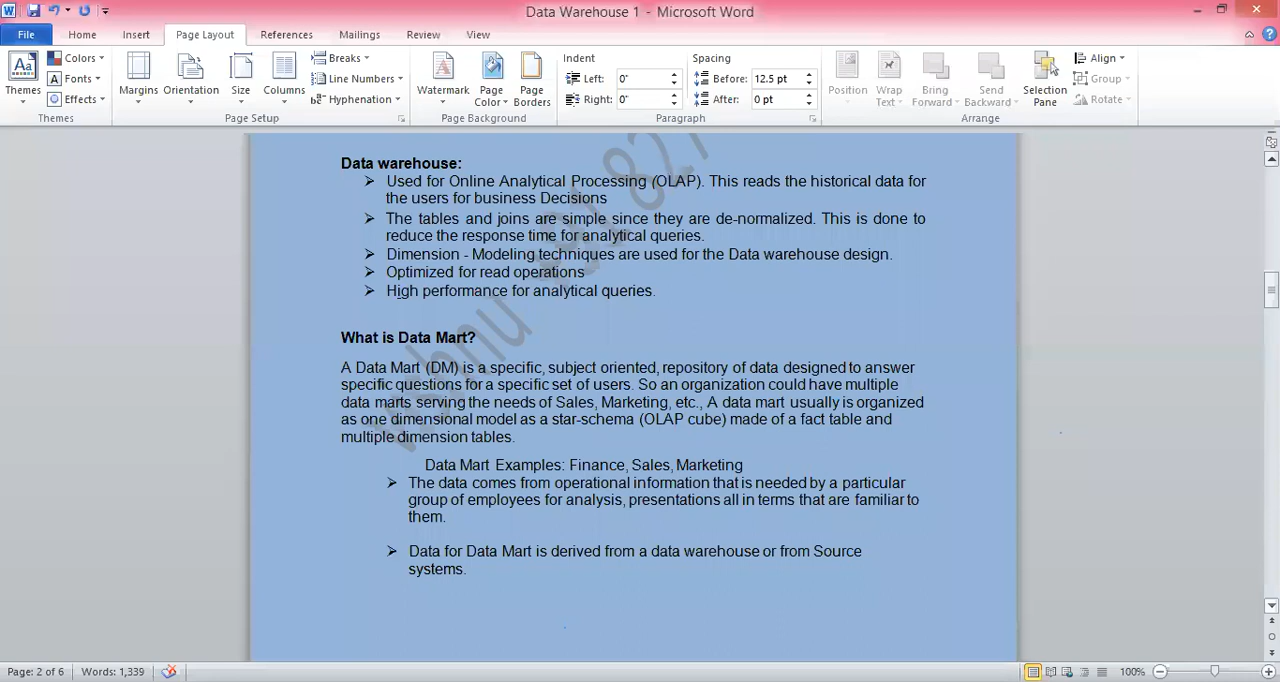 Data Warehouse 1 - Microsoft Word
File Home Insert Page Layout References Mailings Review View
Themes
Colors
Fonts
Effects
Themes
Margins
Orientation
Size
Columns
Breaks
Line Numbers
Hyphenation
Page Setup
Watermark
Page Color
Page Borders
Page Background
Indent
Left: 0"
Right: 0"
Spacing
Before: 12.5 pt
After: 0 pt
Paragraph
Position
Wrap Text
Bring Forward
Send Backward
Selection Pane
Align
Group
Rotate
Arrange
Data warehouse:
Used for Online Analytical Processing (OLAP). This reads the historical data for
the users for business Decisions
The tables and joins are simple since they are de-normalized. This is done to
reduce the response time for analytical queries.
Dimension - Modeling techniques are used for the Data warehouse design.
Optimized for read operations
High performance for analytical queries.
What is Data Mart?
A Data Mart (DM) is a specific, subject oriented, repository of data designed to answer
specific questions for a specific set of users. So an organization could have multiple
data marts serving the needs of Sales, Marketing, etc., A data mart usually is organized
as one dimensional model as a star-schema (OLAP cube) made of a fact table and
multiple dimension tables.
Data Mart Examples: Finance, Sales, Marketing
The data comes from operational information that is needed by a particular
group of employees for analysis, presentations all in terms that are familiar to
them.
Data for Data Mart is derived from a data warehouse or from Source
systems.
Page: 2 of 6 Words: 1,339 100%